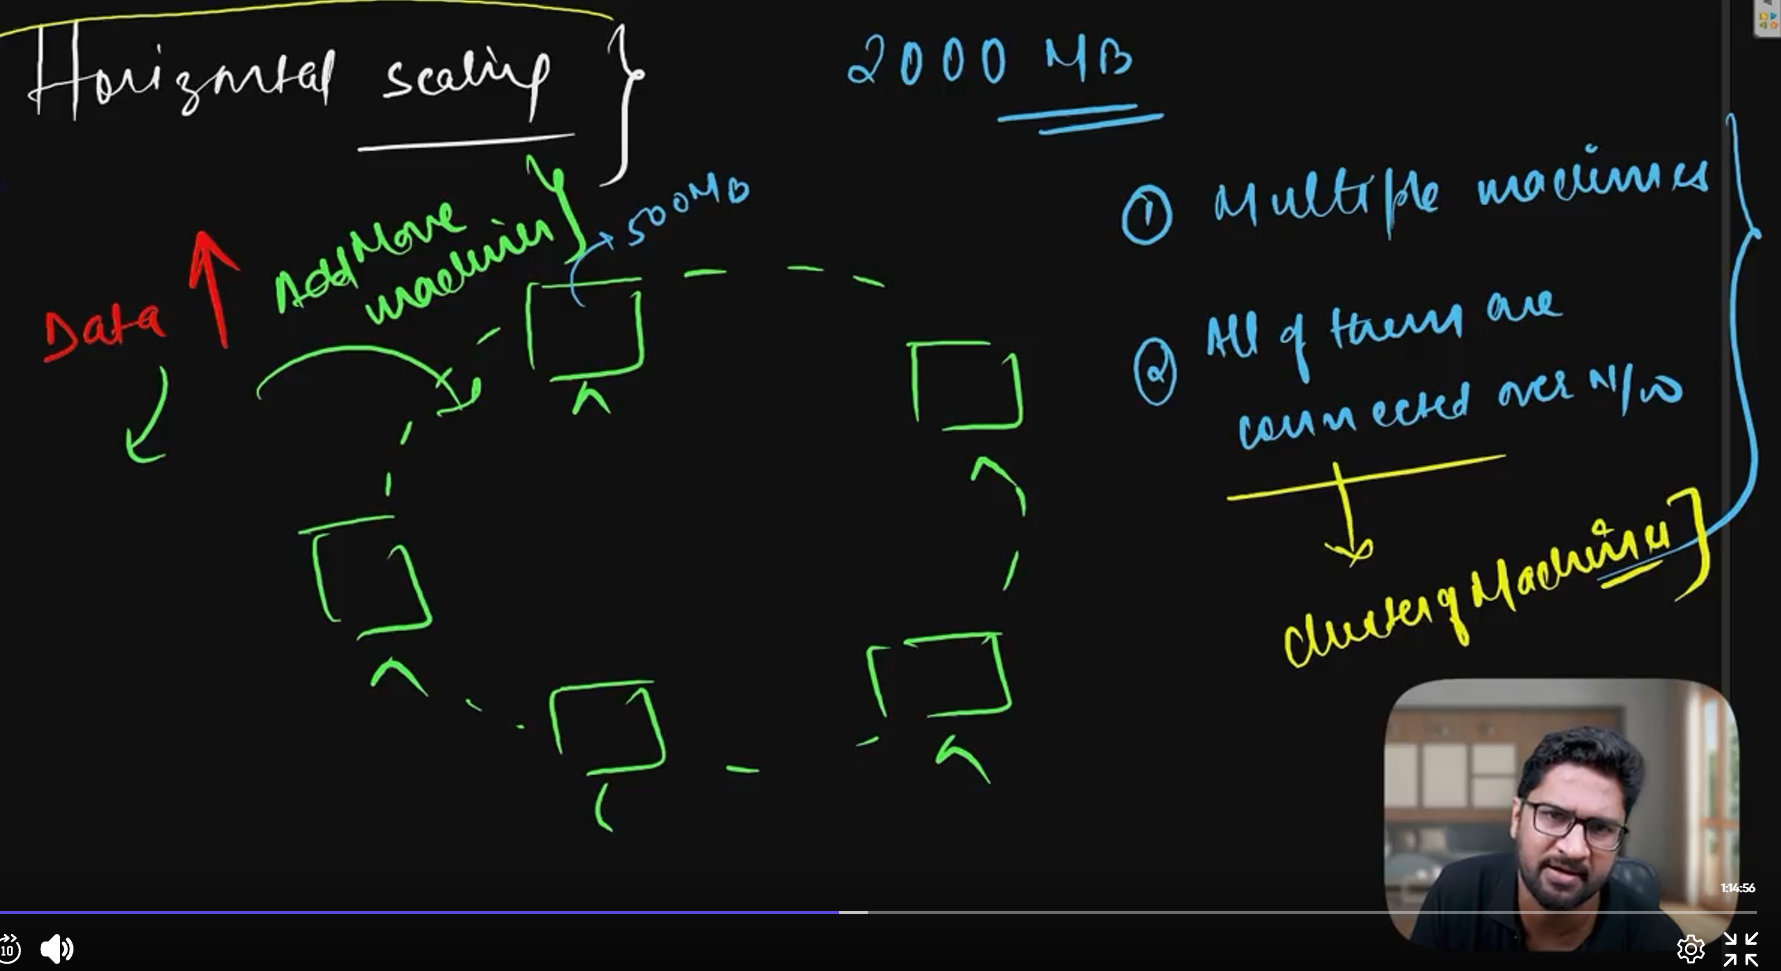 Horizontal scaling
2000 MB
Add More
machines
500MB
Data
① Multiple machines
② All of them are
connected over N/W
Cluster of Machines
1:14:56
10